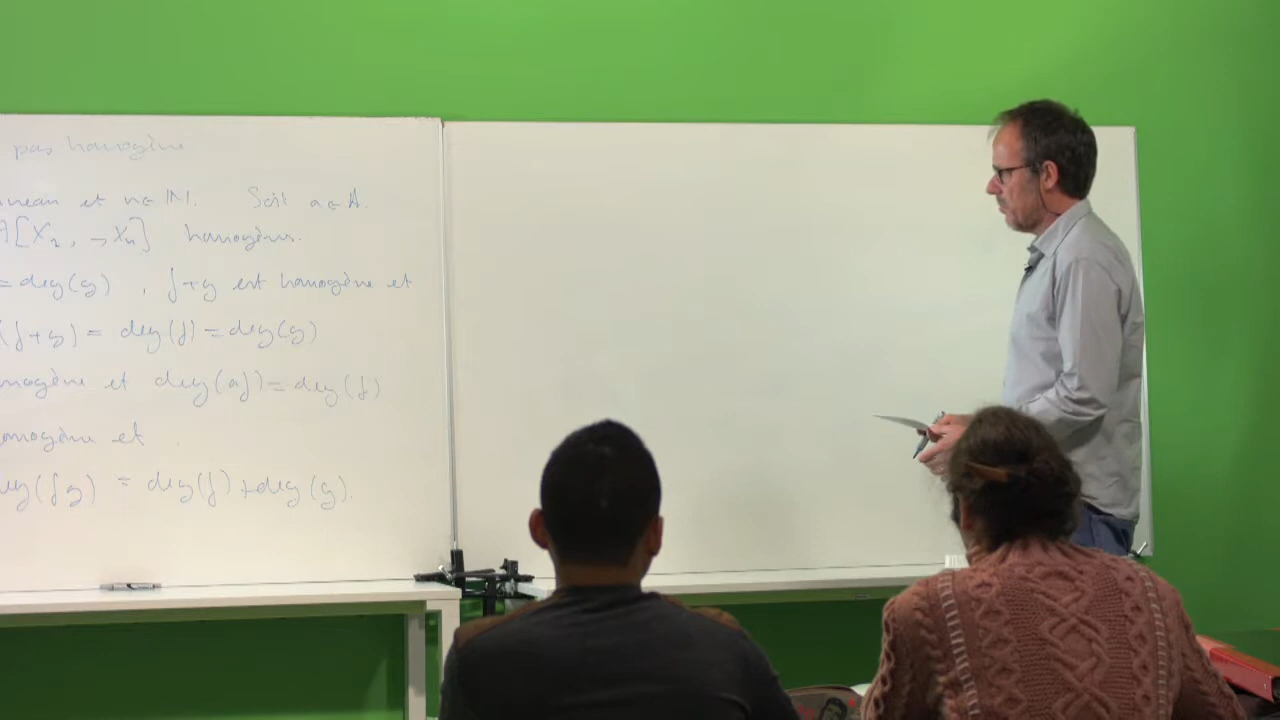 pas homogène
anneau et n ∈ ℕ. Soit a ∈ A.
A[X₁, →, Xₙ] homogènes.
= deg(g), f+g est homogène et
(f+g) = deg(f) = deg(g)
homogène et deg(af) = deg(f)
homogène et
deg(fg) = deg(f) + deg(g).